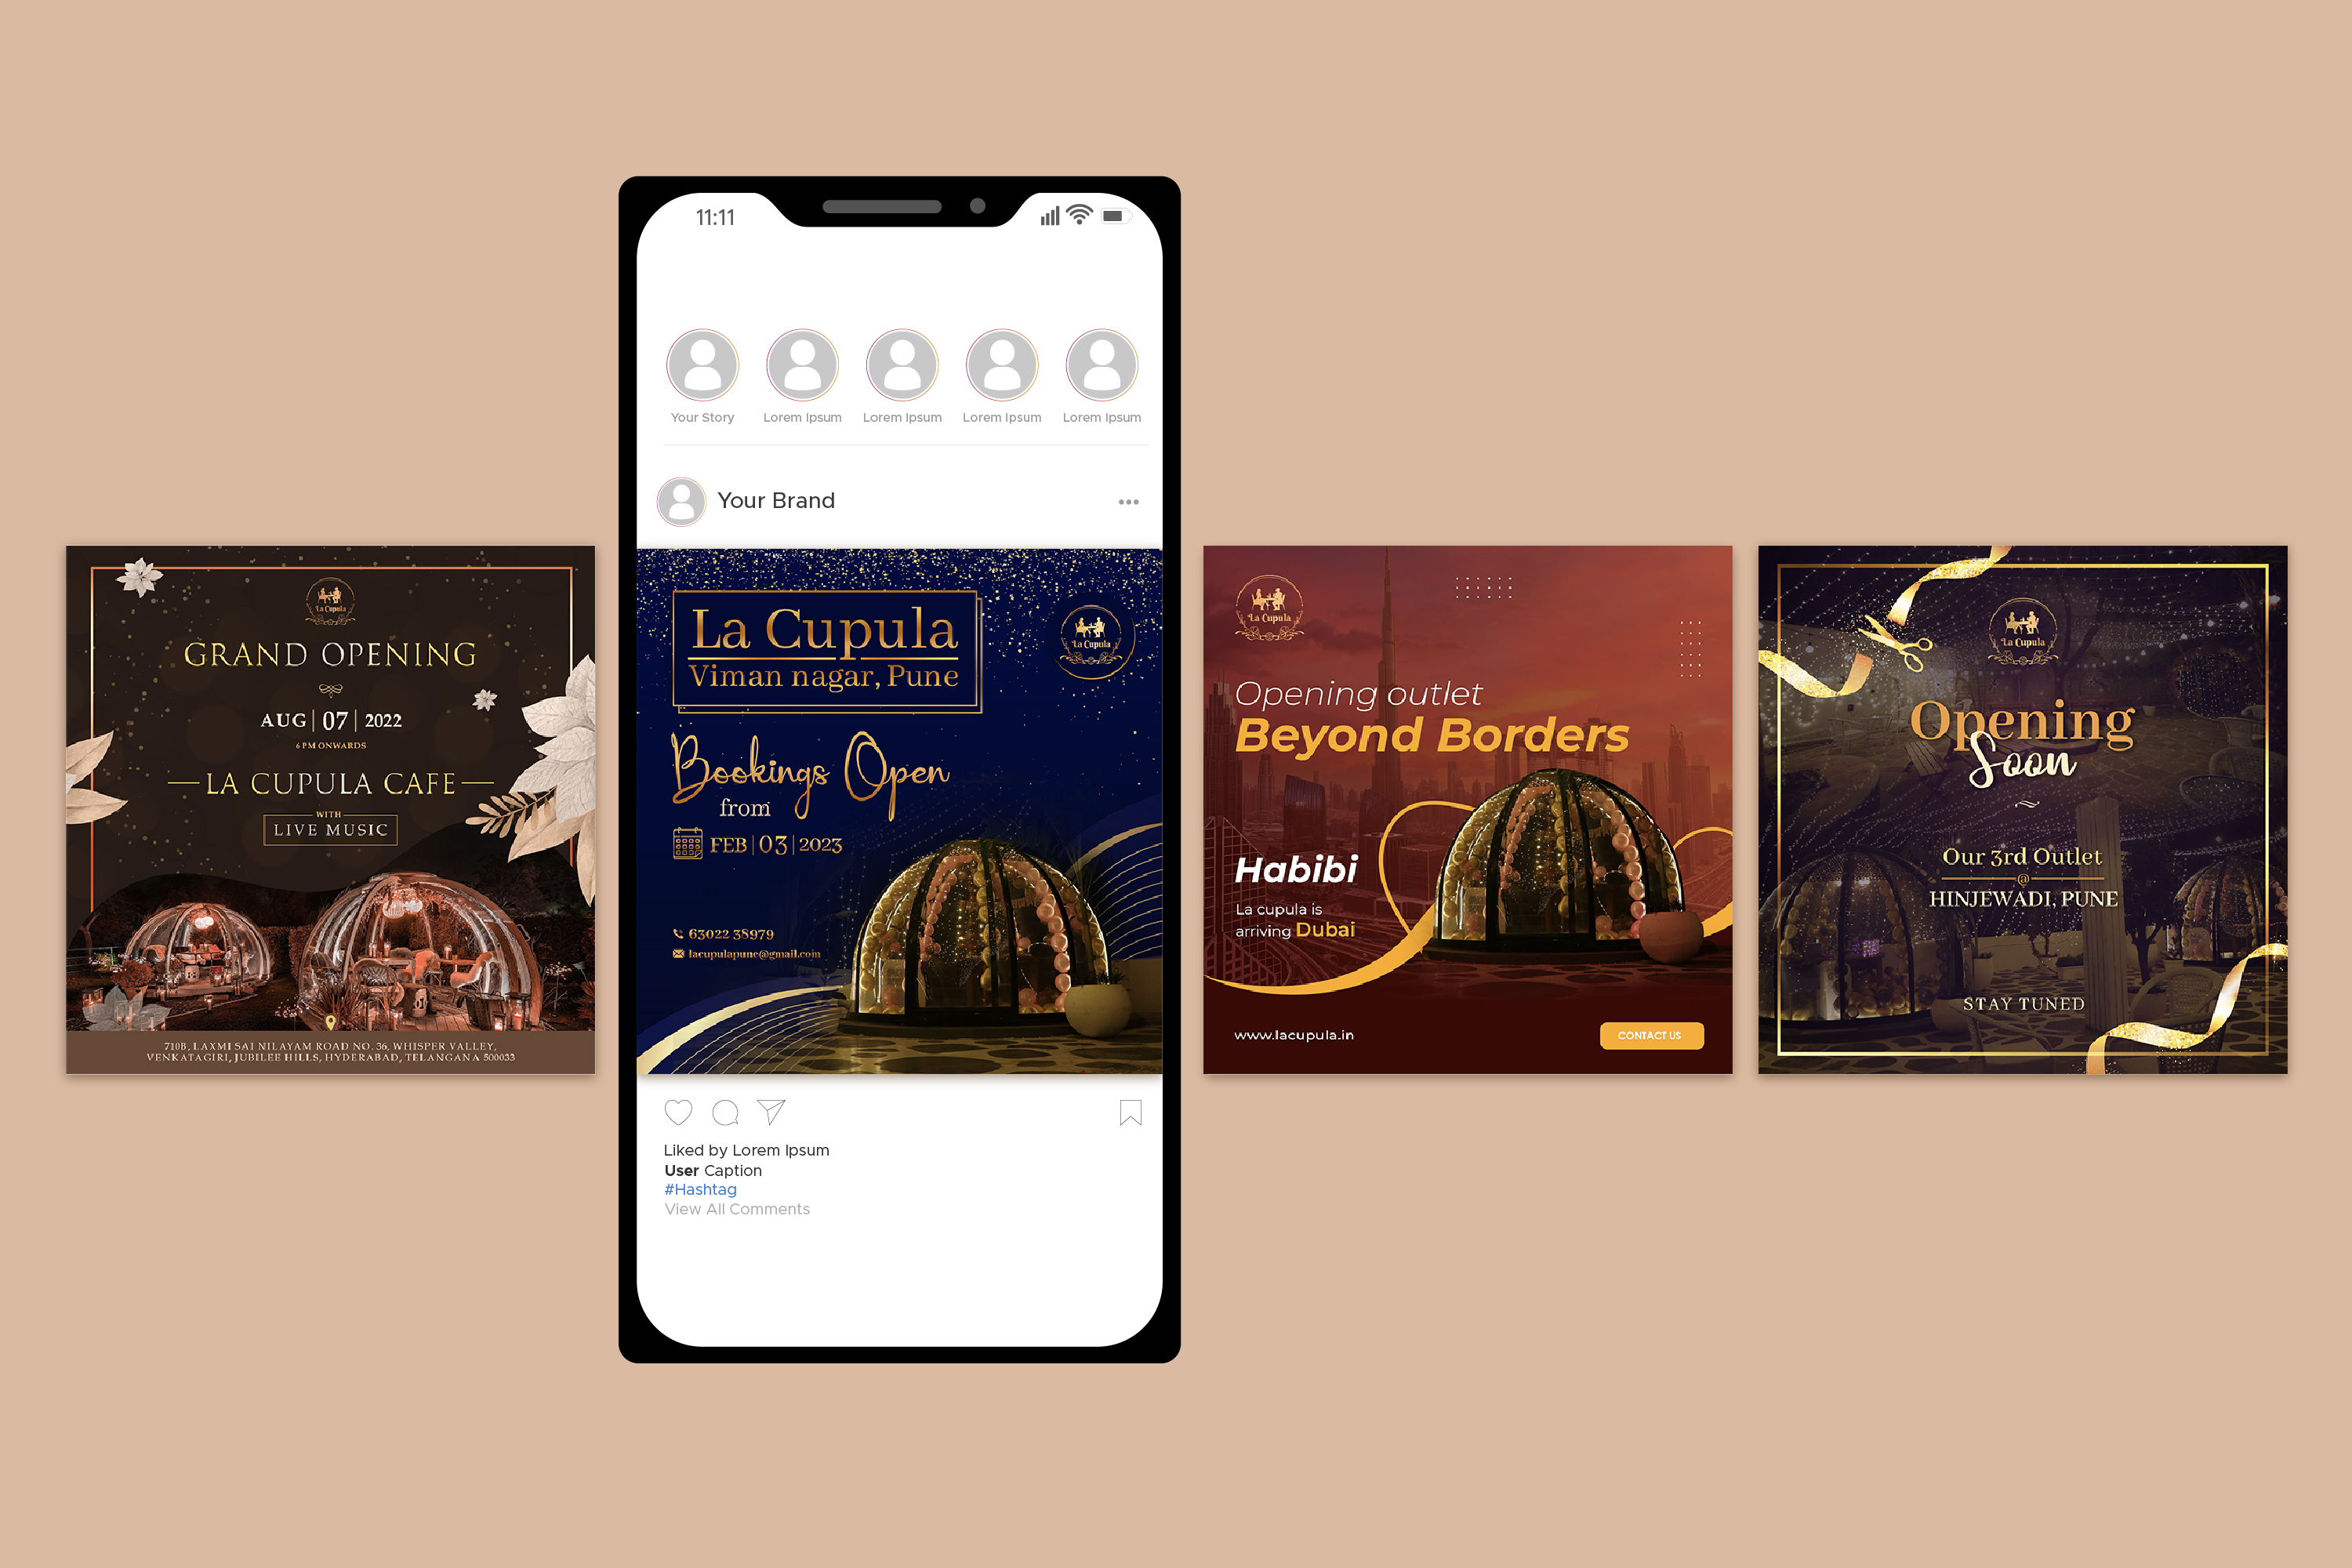 La Cupula
GRAND OPENING
AUG | 07 | 2022
6 PM ONWARDS
LA CUPULA CAFE
WITH
LIVE MUSIC
710B, LAXMI SAI NILAYAM ROAD NO. 36, WHISPER VALLEY,
VENKATAGIRI, JUBILEE HILLS, HYDERABAD, TELANGANA 500033
11:11
Your Story
Lorem Ipsum
Lorem Ipsum
Lorem Ipsum
Lorem Ipsum
Your Brand
La Cupula
Viman nagar, Pune
La Cupula
Bookings Open
from
FEB | 03 | 2023
63022 38979
lacupulapune@gmail.com
Liked by Lorem Ipsum
User Caption
#Hashtag
View All Comments
La Cupula
Opening outlet
Beyond Borders
Habibi
La cupula is
arriving Dubai
www.lacupula.in
CONTACT US
La Cupula
Opening
Soon
Our 3rd Outlet
@
HINJEWADI, PUNE
STAY TUNED